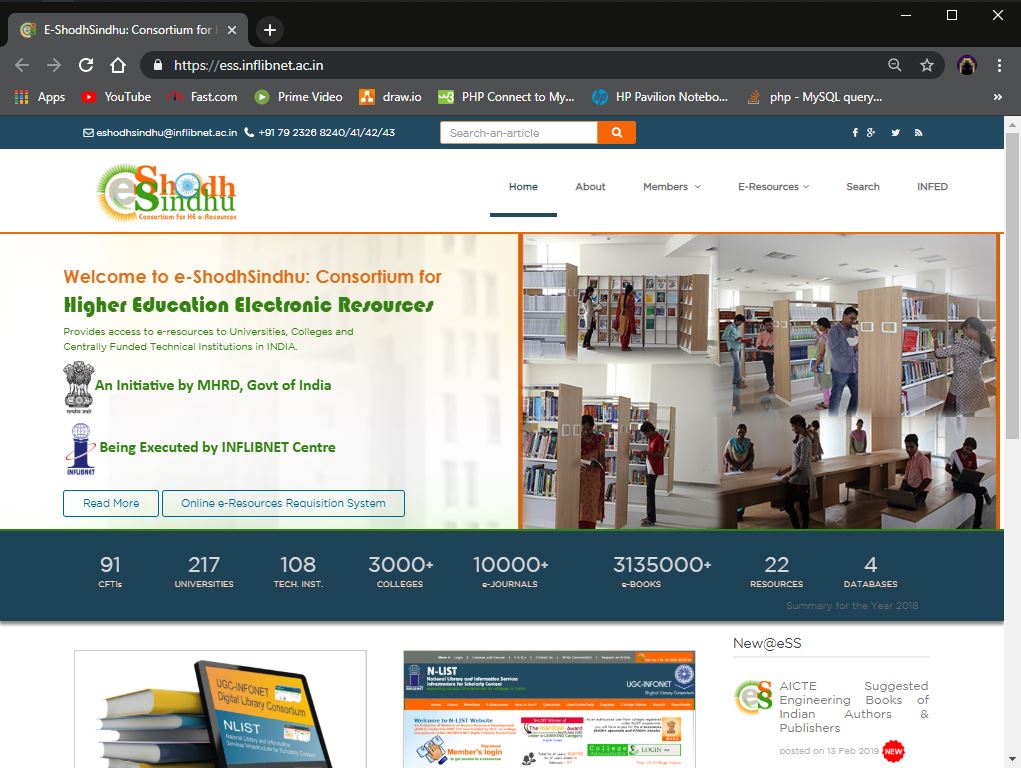 E-ShodhSindhu: Consortium for
https://ess.inflibnet.ac.in
Apps YouTube Fast.com Prime Video draw.io PHP Connect to My... HP Pavilion Notebo... php - MySQL query... »
eshodhsindhu@inflibnet.ac.in +91 79 2326 8240/41/42/43 Search-an-article
eShodh
Sindhu
Consortium for HE e-Resources
Home About Members E-Resources Search INFED
Welcome to e-ShodhSindhu: Consortium for
Higher Education Electronic Resources
Provides access to e-resources to Universities, Colleges and
Centrally Funded Technical Institutions in INDIA.
An Initiative by MHRD, Govt of India
सत्यमेव जयते
Being Executed by INFLIBNET Centre
INFLIBNET
Read More Online e-Resources Requisition System
91 217 108 3000+ 10000+ 3135000+ 22 4
CFTIs UNIVERSITIES TECH. INST. COLLEGES e-JOURNALS e-BOOKS RESOURCES DATABASES
Summary for the Year 2018
New@eSS
UGC-INFONET
Digital Library Consortium
NLIST
National Library and Information
Services Infrastructure for Scholarly Content
N-LIST
National Library and Information Services
Infrastructure for Scholarly Content
UGC-INFONET
Digital Library Consortium
Welcome to N-LIST Website
N-LIST Winner of
Registered
Member's login
College
LOGIN
AICTE Suggested
Engineering Books of
Indian Authors &
Publishers
posted on 13 Feb 2019 NEW